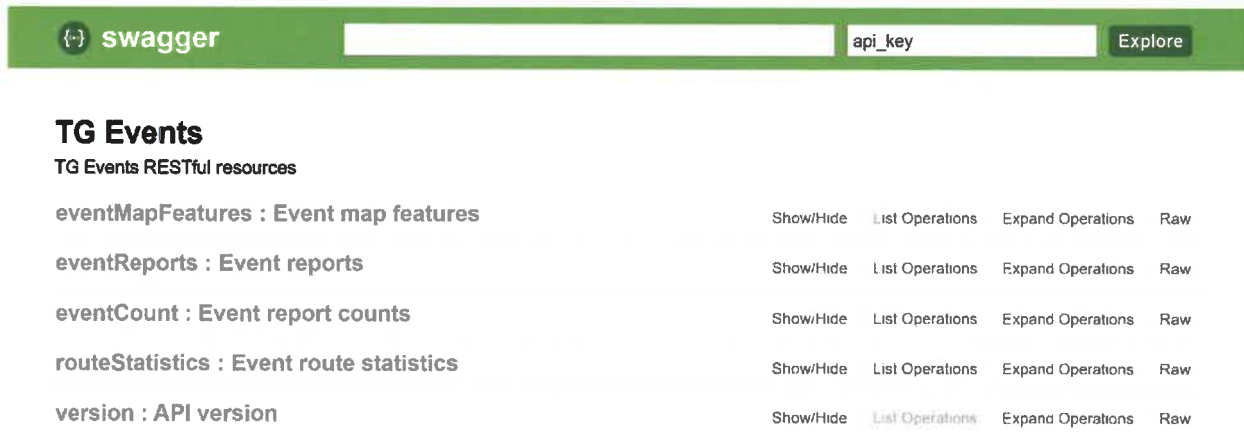 {··} swagger api_key Explore
TG Events
TG Events RESTful resources
eventMapFeatures : Event map features Show/Hide List Operations Expand Operations Raw
eventReports : Event reports Show/Hide List Operations Expand Operations Raw
eventCount : Event report counts Show/Hide List Operations Expand Operations Raw
routeStatistics : Event route statistics Show/Hide List Operations Expand Operations Raw
version : API version Show/Hide List Operations Expand Operations Raw